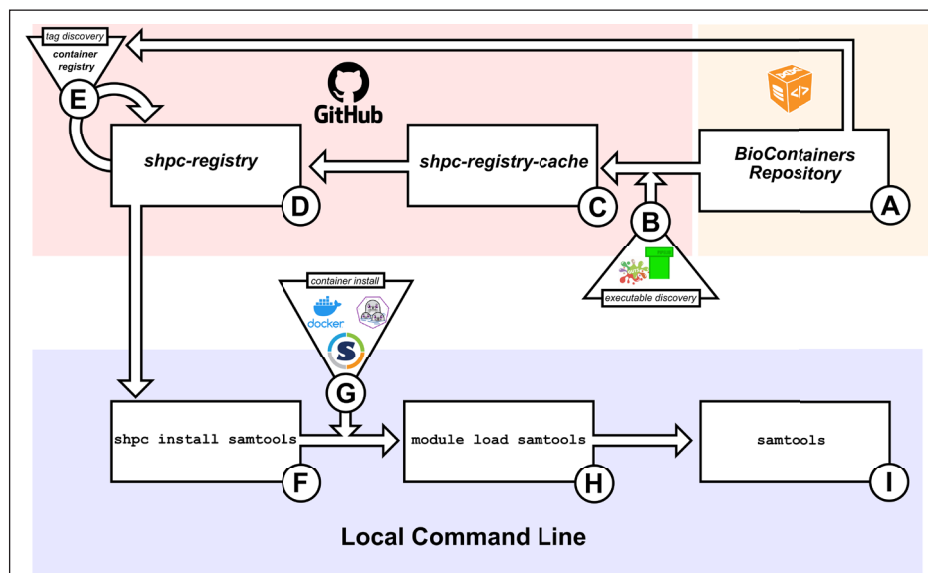 tag discovery
container
registry
E
GitHub
shpc-registry
D
shpc-registry-cache
C
BioContainers
Repository
A
B
executable discovery
container install
docker
S
G
shpc install samtools
F
module load samtools
H
samtools
I
Local Command Line